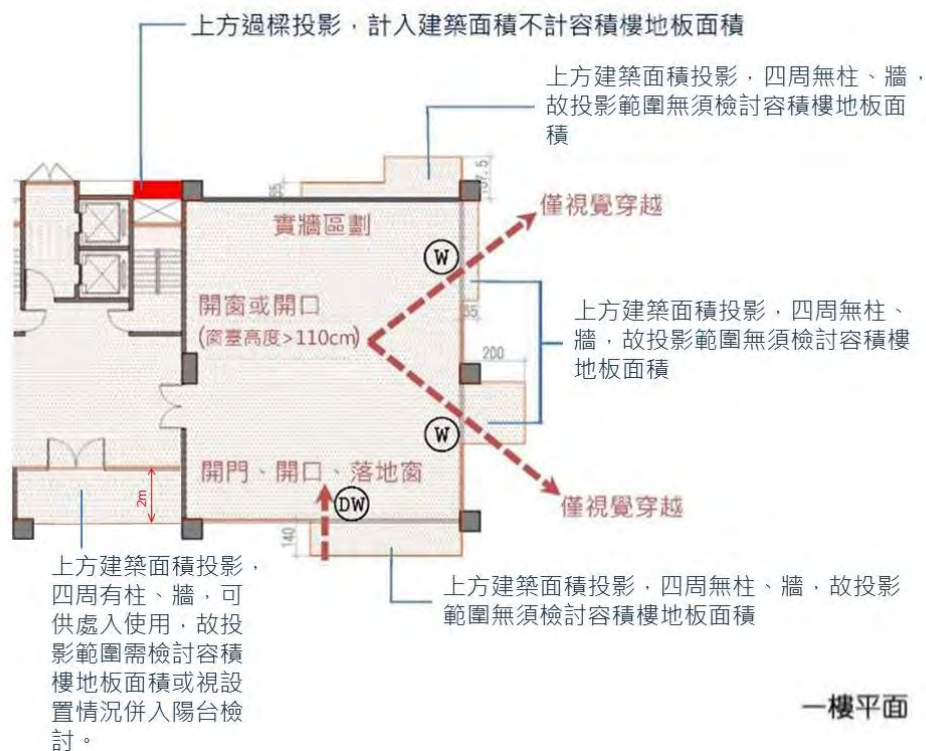 上方過樑投影，計入建築面積不計容積樓地板面積
上方建築面積投影，四周無柱、牆，
故投影範圍無須檢討容積樓地板面
積
65
167.5
實牆區劃
僅視覺穿越
W
開窗或開口
(窗臺高度>110cm)
65
上方建築面積投影，四周無柱、
牆，故投影範圍無須檢討容積樓
地板面積
200
W
開門、開口、落地窗
2m
DW
僅視覺穿越
140
上方建築面積投影，
四周有柱、牆，可
供處入使用，故投
影範圍需檢討容積
樓地板面積或視設
置情況併入陽台檢
討。
上方建築面積投影，四周無柱、牆，故投影
範圍無須檢討容積樓地板面積
一樓平面